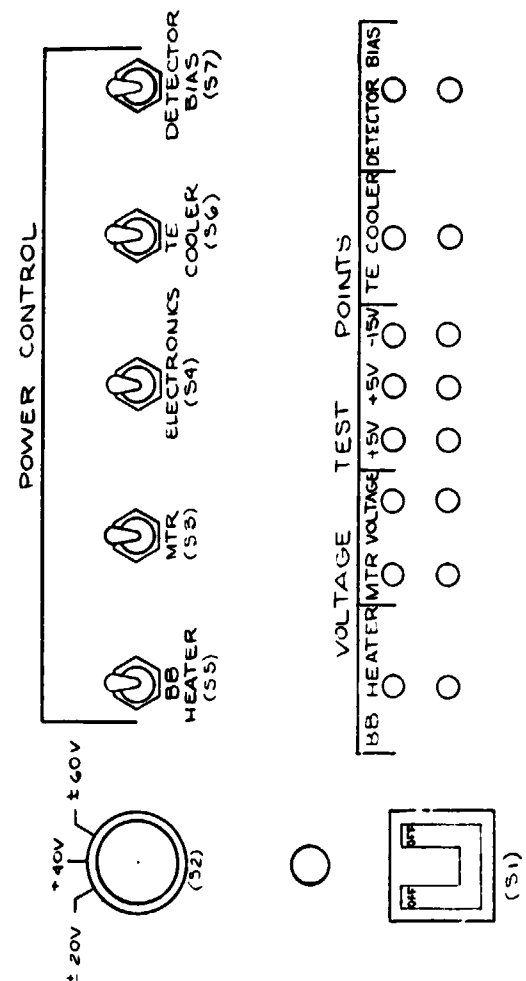 POWER CONTROL
± 20V
+40V
± 60V
(S2)
BB
HEATER
(S5)
MTR
(S3)
ELECTRONICS
(S4)
TE
COOLER
(S6)
DETECTOR
BIAS
(S7)
VOLTAGE TEST POINTS
BB HEATER
MTR VOLTAGE
+5V
+5V
-15V
TE COOLER
DETECTOR BIAS
OFF
OFF
(S1)